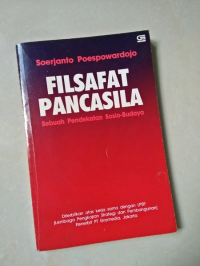 Soerjanto Poespowardojo
FILSAFAT
PANCASILA
Sebuah Pendekatan Sosio-Budaya
Diterbitkan atas kerja sama dengan LPSP
(Lembaga Pengkajian Strategi dan Pembangunan)
Penerbit PT Gramedia, Jakarta